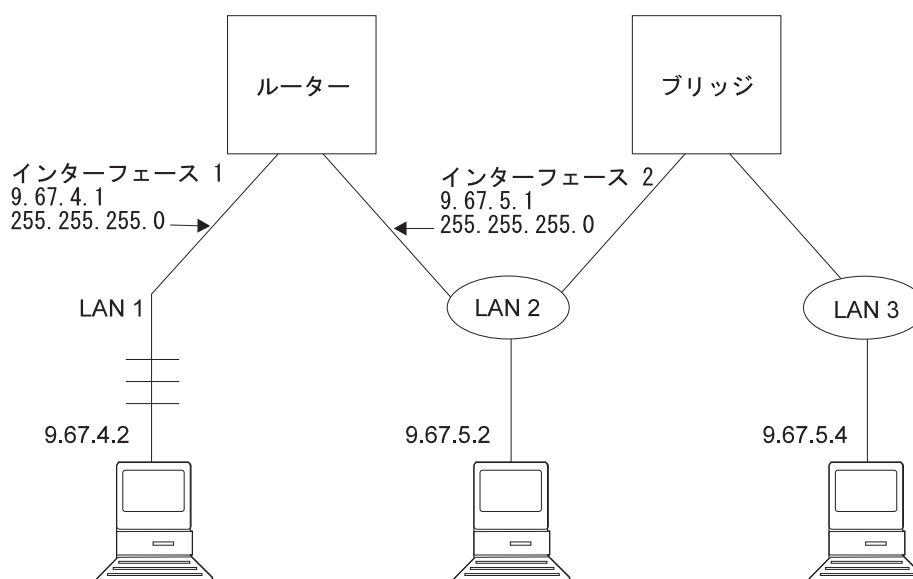 ルーター
ブリッジ
インターフェース 1
9.67.4.1
255.255.255.0
インターフェース 2
9.67.5.1
255.255.255.0
LAN 1
LAN 2
LAN 3
9.67.4.2
9.67.5.2
9.67.5.4